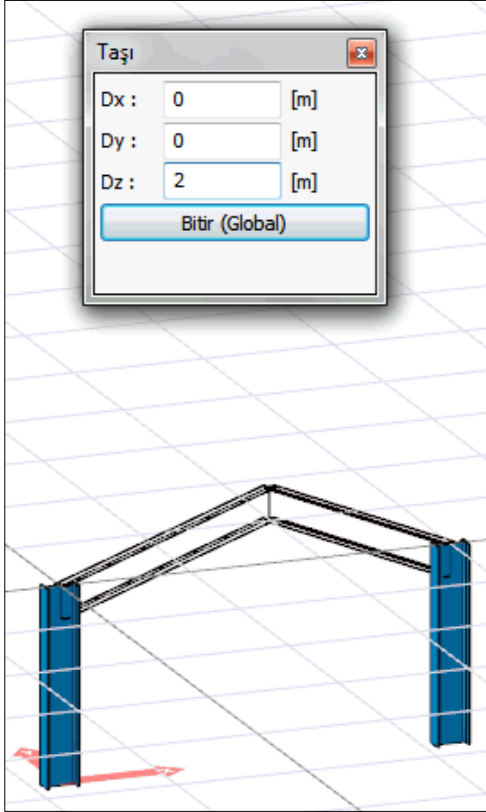 Taşı
Dx : 0 [m]
Dy : 0 [m]
Dz : 2 [m]
Bitir (Global)